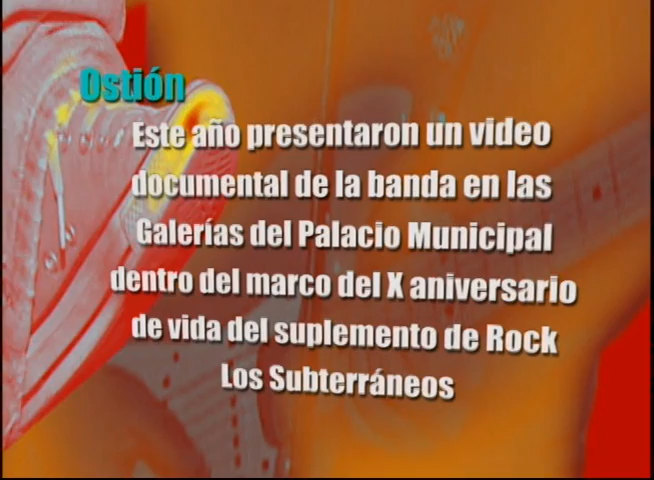 Ostión
Este año presentaron un video
documental de la banda en las
Galerías del Palacio Municipal
dentro del marco del X aniversario
de vida del suplemento de Rock
Los Subterráneos